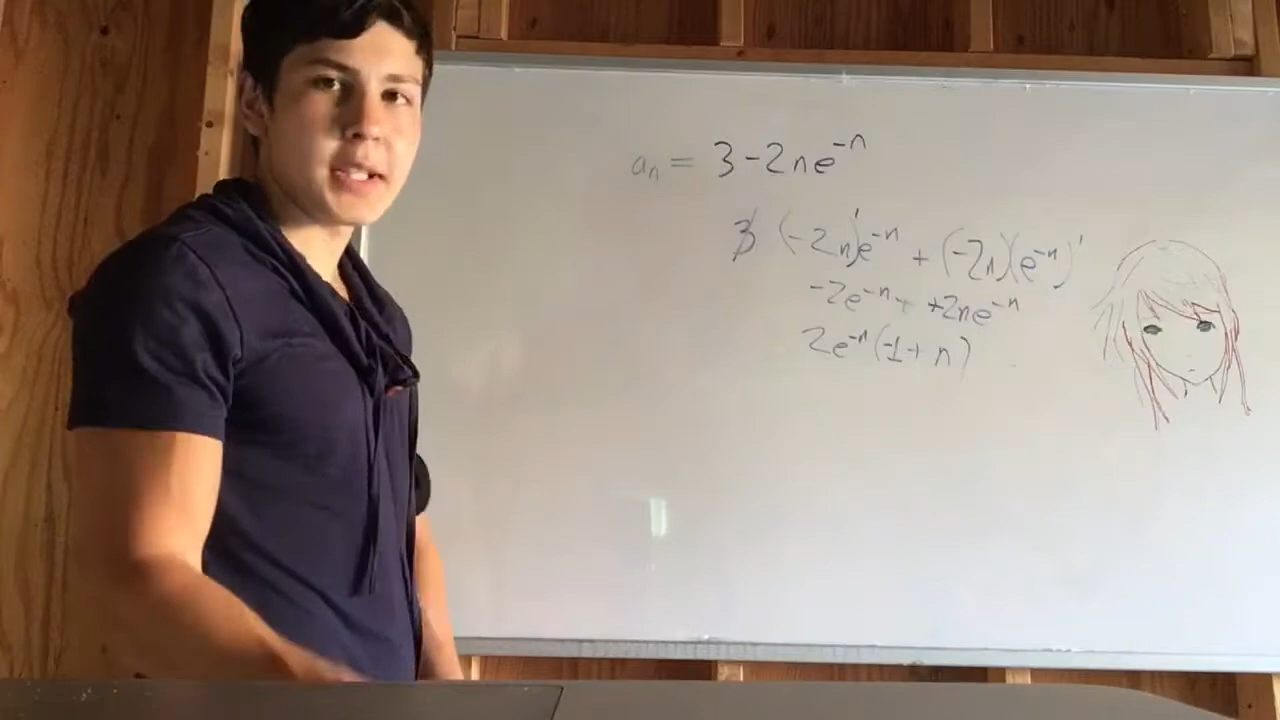 aₙ = 3 - 2ne⁻ⁿ
3 (-2n)'e⁻ⁿ + (-2n)(e⁻ⁿ)'
-2e⁻ⁿ + +2ne⁻ⁿ
2e⁻ⁿ(-1+n)